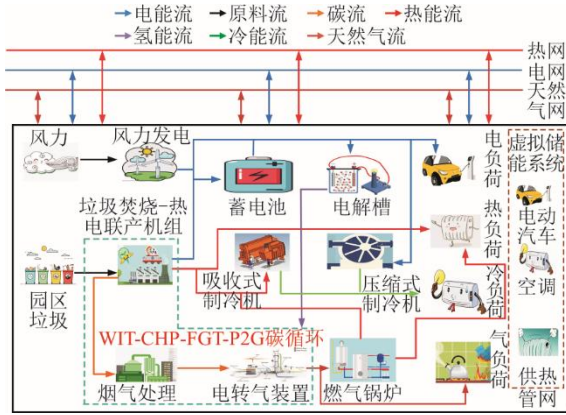 电能流 原料流 碳流 热能流
氢能流 冷能流 天然气流
热网
电网
天然
气网
风力 风力发电
蓄电池 电解槽
电负荷
虚拟储
能系统
垃圾焚烧-热
电联产机组
热负荷
电动
汽车
园区
垃圾
吸收式
制冷机
压缩式
制冷机
冷负荷
空调
WIT-CHP-FGT-P2G碳循环
烟气处理 电转气装置 燃气锅炉
气负荷
供热
管网